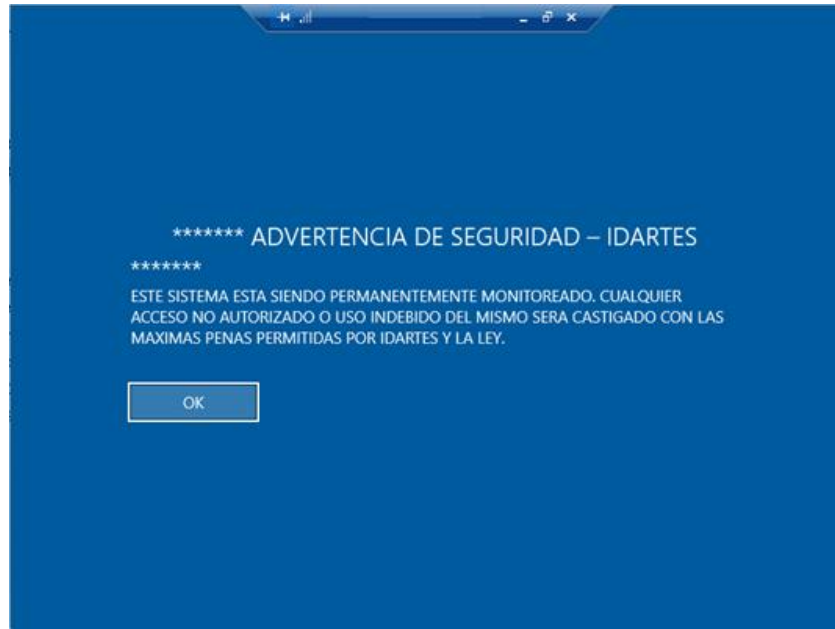 ******* ADVERTENCIA DE SEGURIDAD – IDARTES
*******
ESTE SISTEMA ESTA SIENDO PERMANENTEMENTE MONITOREADO. CUALQUIER
ACCESO NO AUTORIZADO O USO INDEBIDO DEL MISMO SERA CASTIGADO CON LAS
MAXIMAS PENAS PERMITIDAS POR IDARTES Y LA LEY.
OK